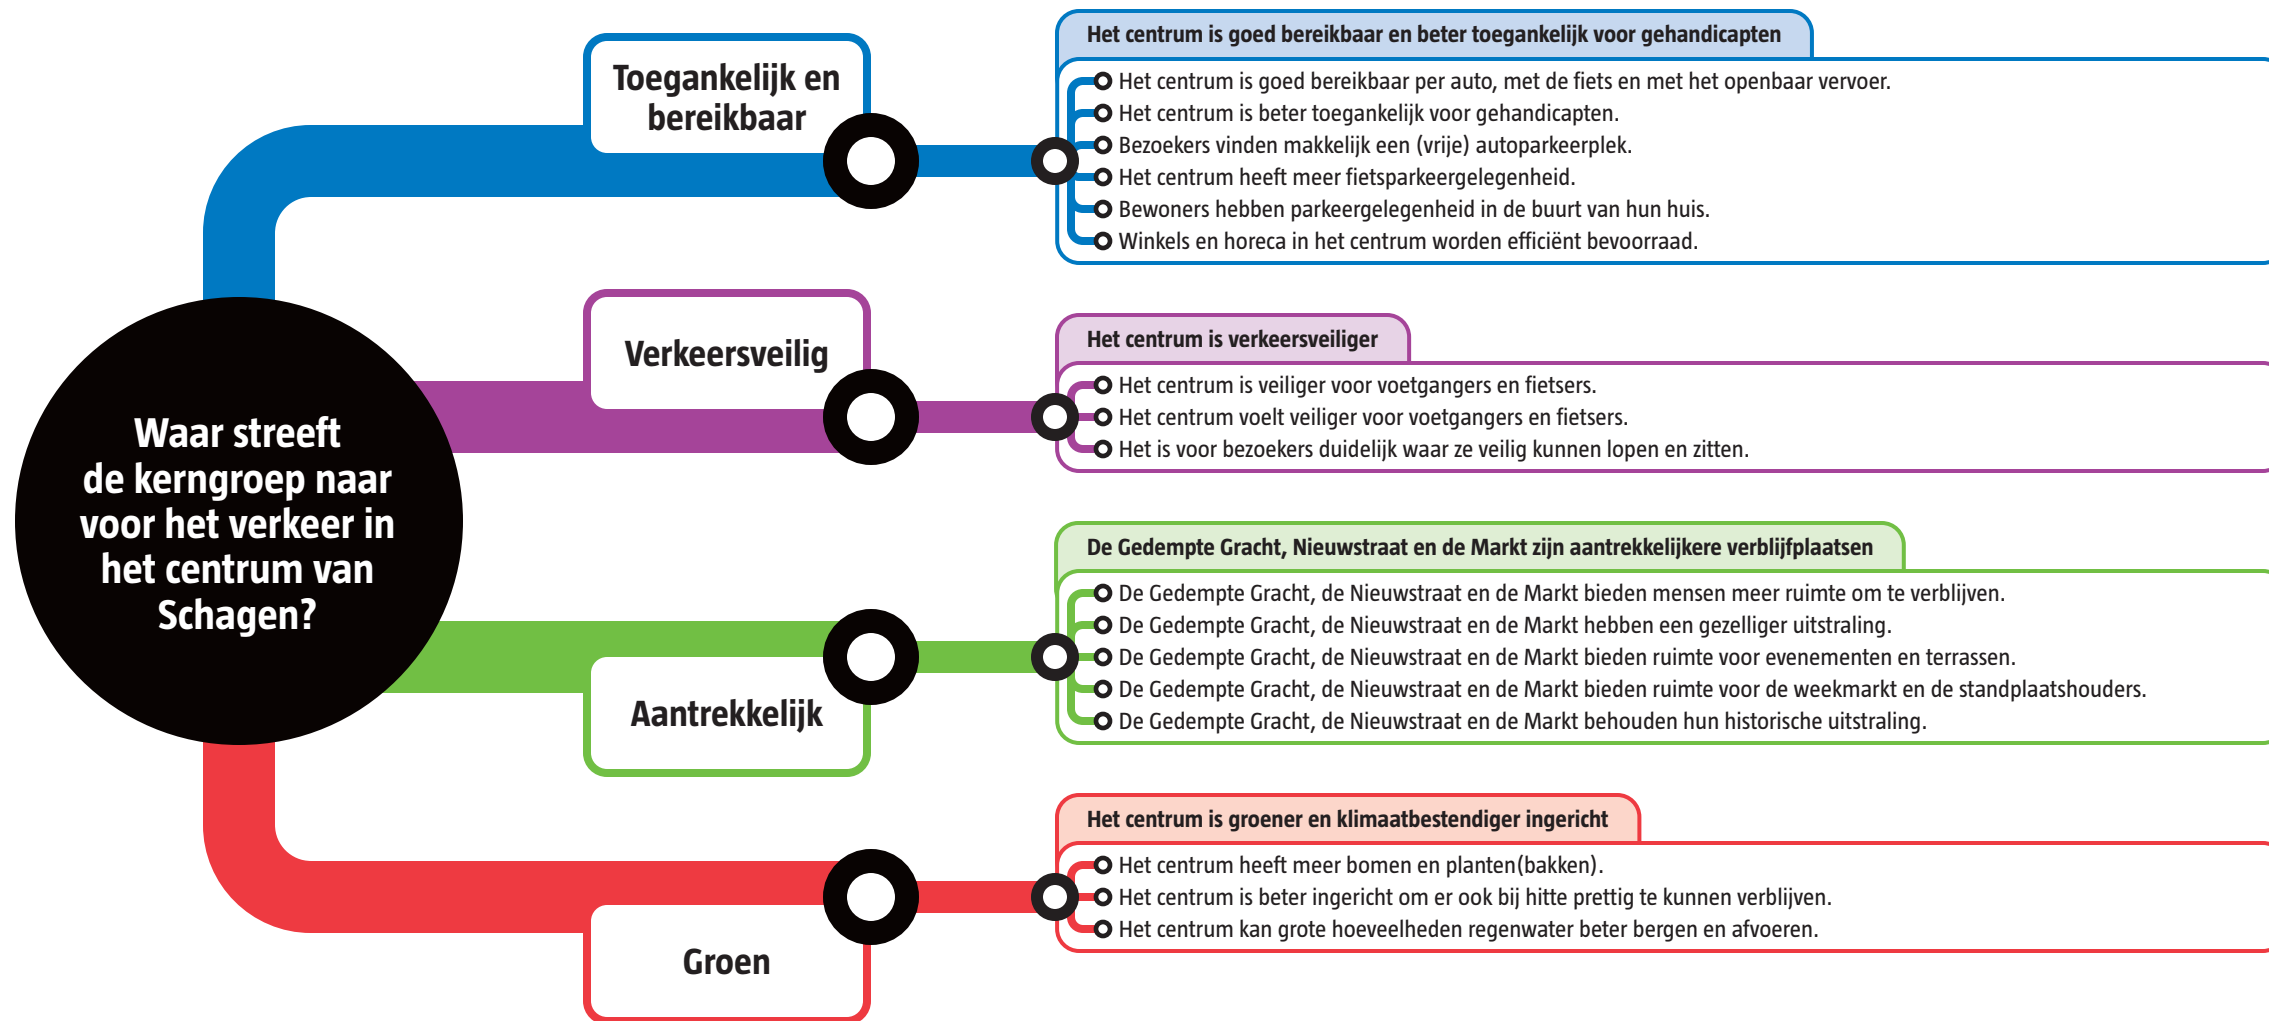 Waar streeft
de kerngroep naar
voor het verkeer in
het centrum van
Schagen?
Toegankelijk en
bereikbaar
Het centrum is goed bereikbaar en beter toegankelijk voor gehandicapten
Het centrum is goed bereikbaar per auto, met de fiets en met het openbaar vervoer.
Het centrum is beter toegankelijk voor gehandicapten.
Bezoekers vinden makkelijk een (vrije) autoparkeerplek.
Het centrum heeft meer fietsparkeergelegenheid.
Bewoners hebben parkeergelegenheid in de buurt van hun huis.
Winkels en horeca in het centrum worden efficiënt bevoorraad.
Verkeersveilig
Het centrum is verkeersveiliger
Het centrum is veiliger voor voetgangers en fietsers.
Het centrum voelt veiliger voor voetgangers en fietsers.
Het is voor bezoekers duidelijk waar ze veilig kunnen lopen en zitten.
Aantrekkelijk
De Gedempte Gracht, Nieuwstraat en de Markt zijn aantrekkelijkere verblijfplaatsen
De Gedempte Gracht, de Nieuwstraat en de Markt bieden mensen meer ruimte om te verblijven.
De Gedempte Gracht, de Nieuwstraat en de Markt hebben een gezelliger uitstraling.
De Gedempte Gracht, de Nieuwstraat en de Markt bieden ruimte voor evenementen en terrassen.
De Gedempte Gracht, de Nieuwstraat en de Markt bieden ruimte voor de weekmarkt en de standplaatshouders.
De Gedempte Gracht, de Nieuwstraat en de Markt behouden hun historische uitstraling.
Groen
Het centrum is groener en klimaatbestendiger ingericht
Het centrum heeft meer bomen en planten(bakken).
Het centrum is beter ingericht om er ook bij hitte prettig te kunnen verblijven.
Het centrum kan grote hoeveelheden regenwater beter bergen en afvoeren.